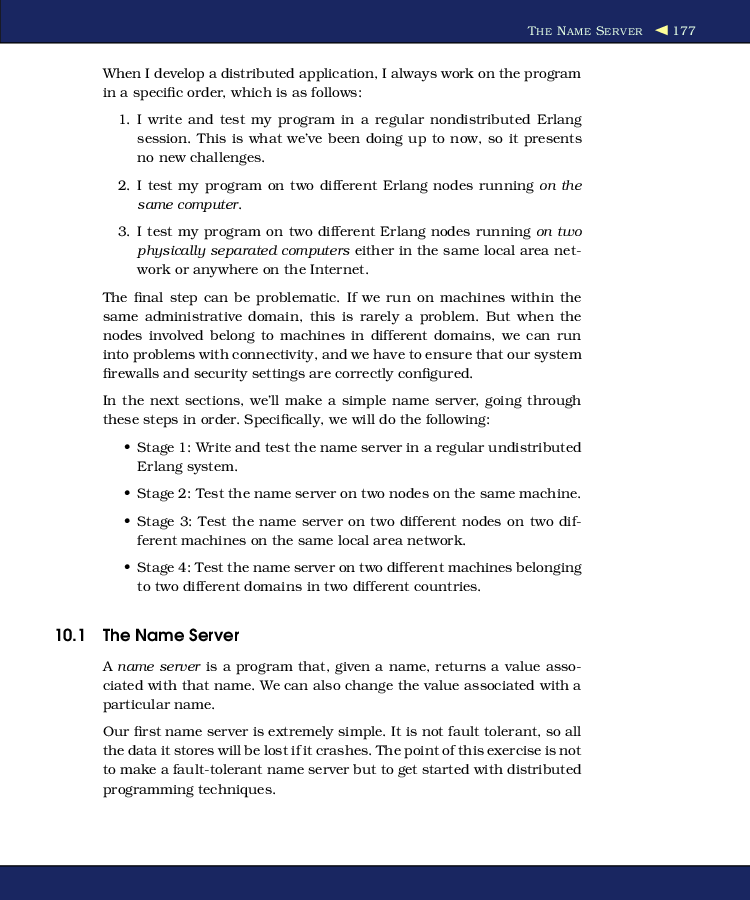 THE NAME SERVER ◀ 177
When I develop a distributed application, I always work on the program
in a specific order, which is as follows:
1. I write and test my program in a regular nondistributed Erlang
session. This is what we’ve been doing up to now, so it presents
no new challenges.
2. I test my program on two different Erlang nodes running on the
same computer.
3. I test my program on two different Erlang nodes running on two
physically separated computers either in the same local area net-
work or anywhere on the Internet.
The final step can be problematic. If we run on machines within the
same administrative domain, this is rarely a problem. But when the
nodes involved belong to machines in different domains, we can run
into problems with connectivity, and we have to ensure that our system
firewalls and security settings are correctly configured.
In the next sections, we’ll make a simple name server, going through
these steps in order. Specifically, we will do the following:
• Stage 1: Write and test the name server in a regular undistributed
Erlang system.
• Stage 2: Test the name server on two nodes on the same machine.
• Stage 3: Test the name server on two different nodes on two dif-
ferent machines on the same local area network.
• Stage 4: Test the name server on two different machines belonging
to two different domains in two different countries.
10.1 The Name Server
A name server is a program that, given a name, returns a value asso-
ciated with that name. We can also change the value associated with a
particular name.
Our first name server is extremely simple. It is not fault tolerant, so all
the data it stores will be lost if it crashes. The point of this exercise is not
to make a fault-tolerant name server but to get started with distributed
programming techniques.